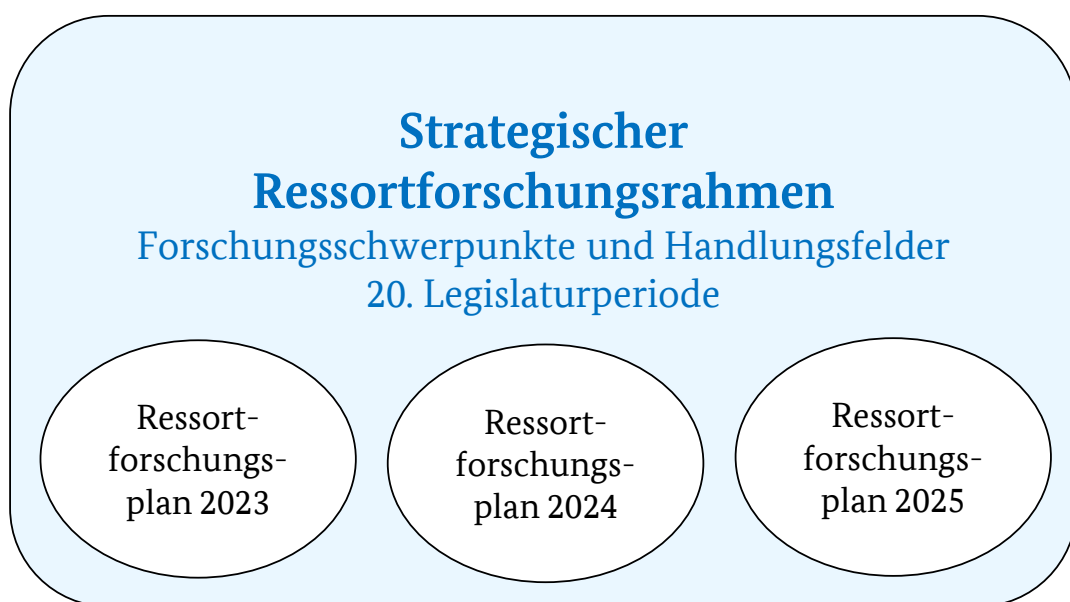 Strategischer
Ressortforschungsrahmen
Forschungsschwerpunkte und Handlungsfelder
20. Legislaturperiode
Ressort-
forschungs-
plan 2023
Ressort-
forschungs-
plan 2024
Ressort-
forschungs-
plan 2025